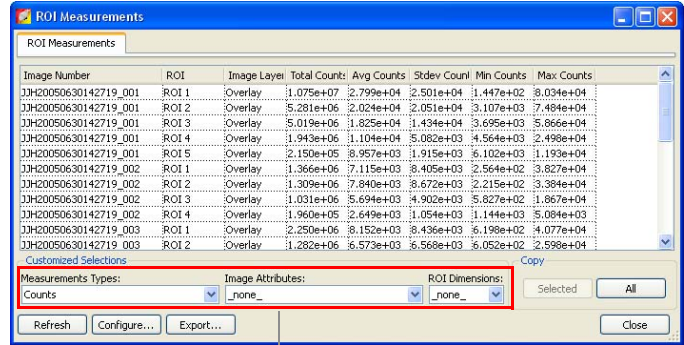 ROI Measurements
ROI Measurements
Image Number ROI Image Layer Total Counts Avg Counts Stdev Count Min Counts Max Counts
JJH20050630142719_001 ROI 1 Overlay 1.075e+07 2.799e+04 2.501e+04 1.447e+02 8.034e+04
JJH20050630142719_001 ROI 2 Overlay 5.281e+06 2.024e+04 2.051e+04 3.107e+03 7.484e+04
JJH20050630142719_001 ROI 3 Overlay 5.019e+06 1.825e+04 1.434e+04 3.695e+03 5.866e+04
JJH20050630142719_001 ROI 4 Overlay 1.943e+06 1.104e+04 5.082e+03 4.564e+03 2.498e+04
JJH20050630142719_001 ROI 5 Overlay 2.150e+05 8.957e+03 1.915e+03 6.102e+03 1.193e+04
JJH20050630142719_002 ROI 1 Overlay 1.366e+06 7.115e+03 8.405e+03 2.564e+02 3.827e+04
JJH20050630142719_002 ROI 2 Overlay 1.309e+06 7.840e+03 8.672e+03 2.215e+02 3.384e+04
JJH20050630142719_002 ROI 3 Overlay 1.031e+06 5.694e+03 4.902e+03 5.827e+02 1.867e+04
JJH20050630142719_002 ROI 4 Overlay 1.960e+05 2.649e+03 1.054e+03 1.144e+03 5.084e+03
JJH20050630142719_003 ROI 1 Overlay 2.250e+06 8.152e+03 8.436e+03 6.198e+02 4.077e+04
JJH20050630142719_003 ROI 2 Overlay 1.282e+06 6.573e+03 6.568e+03 6.052e+02 2.598e+04
Customized Selections Copy
Measurements Types: Image Attributes: ROI Dimensions:
Counts _none_ _none_ Selected All
Refresh Configure... Export... Close